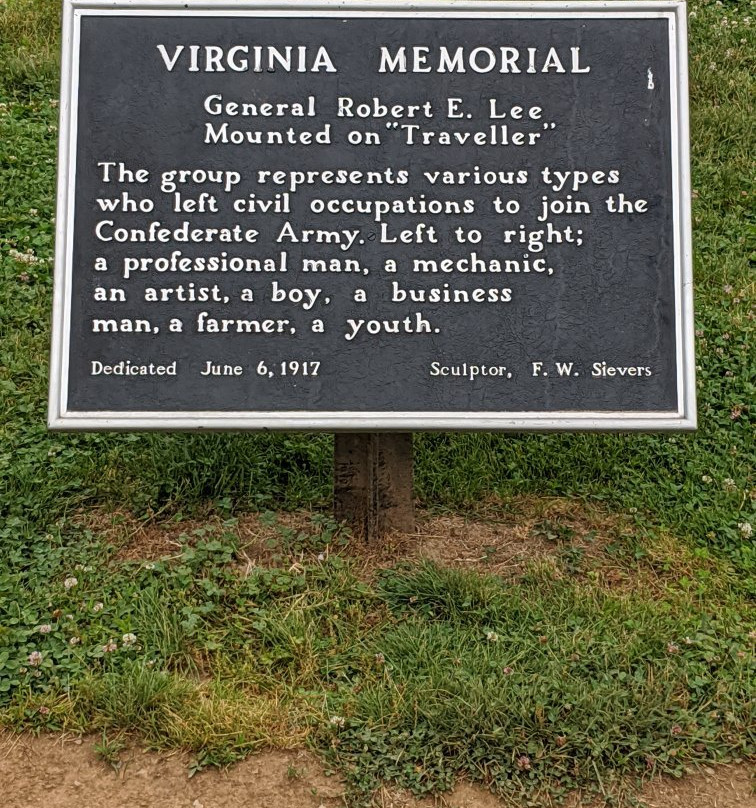 VIRGINIA MEMORIAL
General Robert E. Lee
Mounted on "Traveller"
The group represents various types
who left civil occupations to join the
Confederate Army. Left to right;
a professional man, a mechanic,
an artist, a boy, a business
man, a farmer, a youth.
Dedicated June 6, 1917 Sculptor, F. W. Sievers